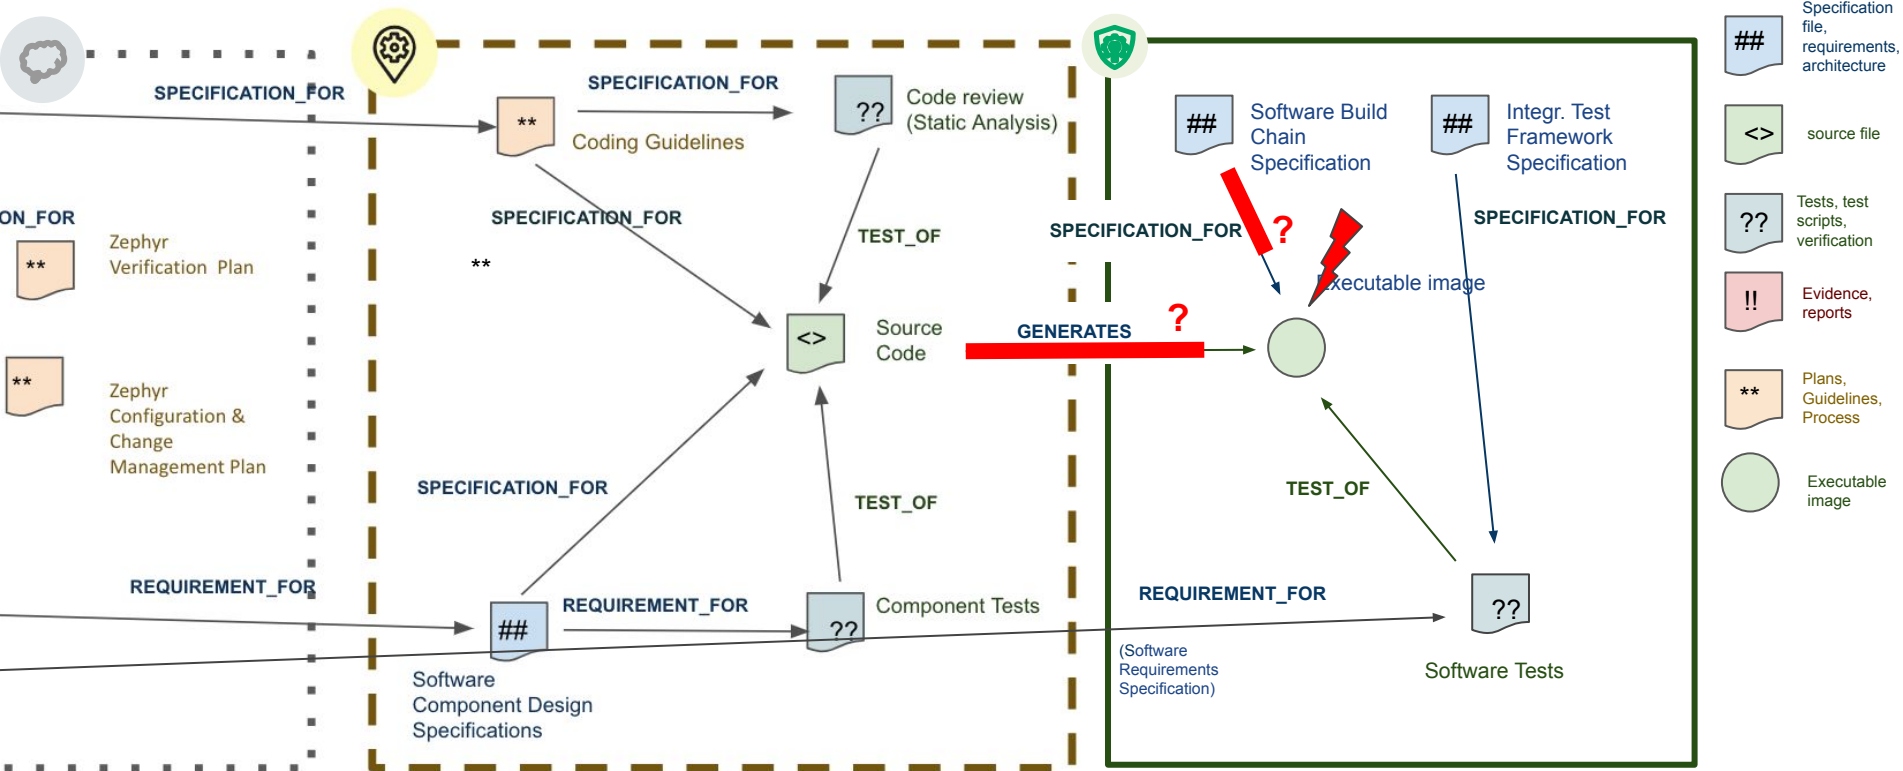 SPECIFICATION_FOR
ON_FOR
**
Zephyr
Verification Plan
**
Zephyr
Configuration &
Change
Management Plan
REQUIREMENT_FOR
**
Coding Guidelines
SPECIFICATION_FOR
??
Code review
(Static Analysis)
SPECIFICATION_FOR
**
TEST_OF
<>
Source
Code
SPECIFICATION_FOR
TEST_OF
##
Software
Component Design
Specifications
REQUIREMENT_FOR
??
Component Tests
GENERATES
?
##
Software Build
Chain
Specification
##
Integr. Test
Framework
Specification
SPECIFICATION_FOR
?
SPECIFICATION_FOR
Executable image
TEST_OF
REQUIREMENT_FOR
(Software
Requirements
Specification)
??
Software Tests
##
Specification
file,
requirements,
architecture
<>
source file
??
Tests, test
scripts,
verification
!!
Evidence,
reports
**
Plans,
Guidelines,
Process
Executable
image